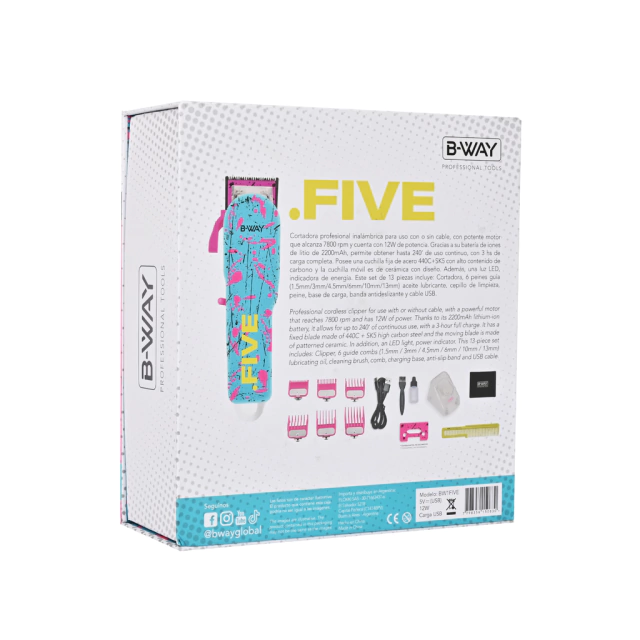 B-WAY
PROFESSIONAL TOOLS
B-WAY
PROFESSIONAL TOOLS
.FIVE
B-WAY
.FIVE
Cortadora profesional inalámbrica para uso con o sin cable, con potente motor
que alcanza 7800 rpm y cuenta con 12W de potencia. Gracias a su batería de iones
de litio de 2200mAh, permite obtener hasta 240' de uso continuo, con 3 hs de
carga completa. Posee una cuchilla fija de acero 440C+SK5 con alto contenido de
carbono y la cuchilla móvil es de cerámica con diseño. Además, una luz LED,
indicadora de energía. Este set de 13 piezas incluye: Cortadora, 6 peines guía
(1.5mm/3mm/4.5mm/6mm/10mm/13mm) aceite lubricante, cepillo de limpieza,
peine, base de carga, banda antideslizante y cable USB.
Professional cordless clipper for use with or without cable, with a powerful motor
that reaches 7800 rpm and has 12W of power. Thanks to its 2200mAh lithium-ion
battery, it allows for up to 240' of continuous use, with a 3-hour full charge. It has a
fixed blade made of 440C + SK5 high carbon steel and the moving blade is made
of patterned ceramic. In addition, an LED light, power indicator. This 13-piece set
includes: Clipper, 6 guide combs (1.5mm / 3mm / 4.5mm / 6mm / 10mm / 13mm)
lubricating oil, cleaning brush, comb, charging base, anti-slip band and USB cable.
B-WAY
Seguinos
@bwayglobal
CE
Modelo: BW1FIVE
5V
12W
Carga USB